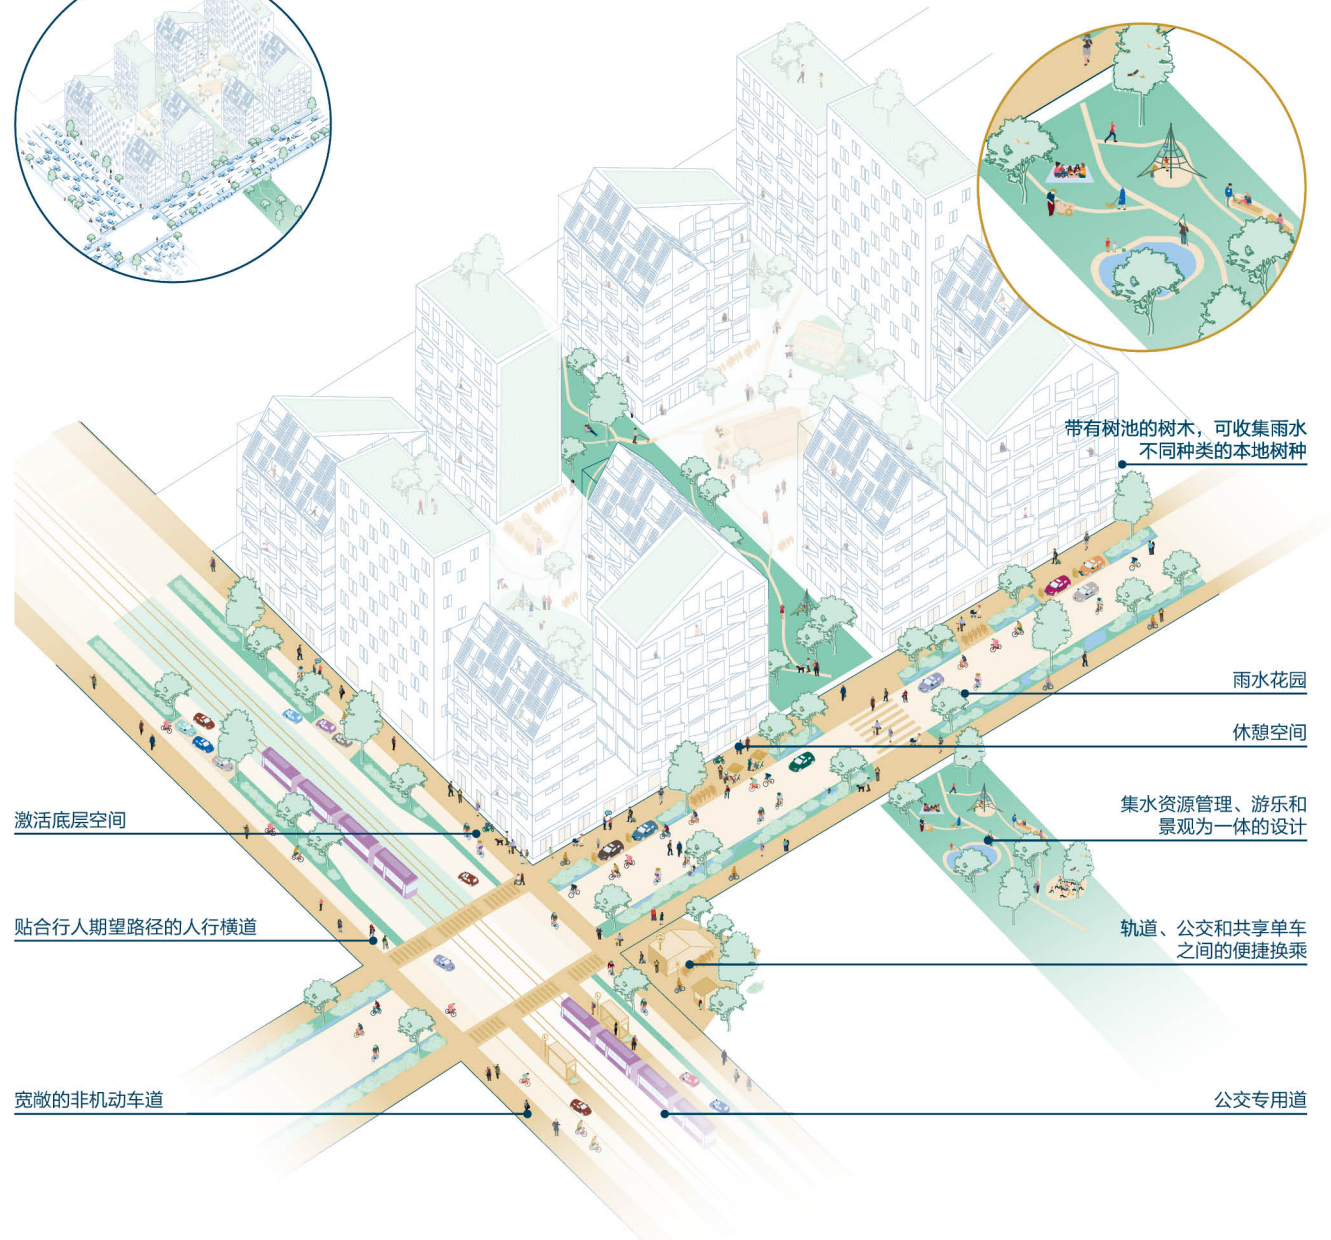 带有树池的树木，可收集雨水
不同种类的本地树种
雨水花园
休憩空间
激活底层空间
集水资源管理、游乐和
景观为一体的设计
贴合行人期望路径的人行横道
轨道、公交和共享单车
之间的便捷换乘
宽敞的非机动车道
公交专用道